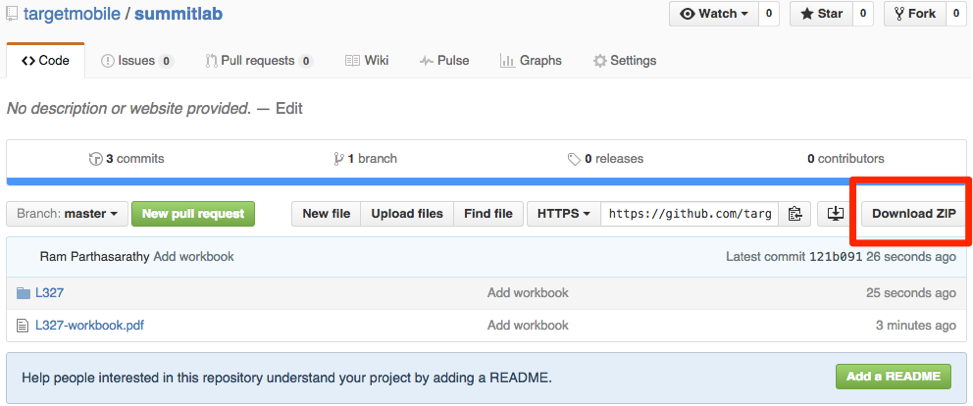 targetmobile / summitlab
Watch 0 Star 0 Fork 0
Code Issues 0 Pull requests 0 Wiki Pulse Graphs Settings
No description or website provided. — Edit
3 commits 1 branch 0 releases 0 contributors
Branch: master New pull request New file Upload files Find file HTTPS https://github.com/targ Download ZIP
Ram Parthasarathy Add workbook Latest commit 121b091 26 seconds ago
L327 Add workbook 25 seconds ago
L327-workbook.pdf Add workbook 3 minutes ago
Help people interested in this repository understand your project by adding a README. Add a README